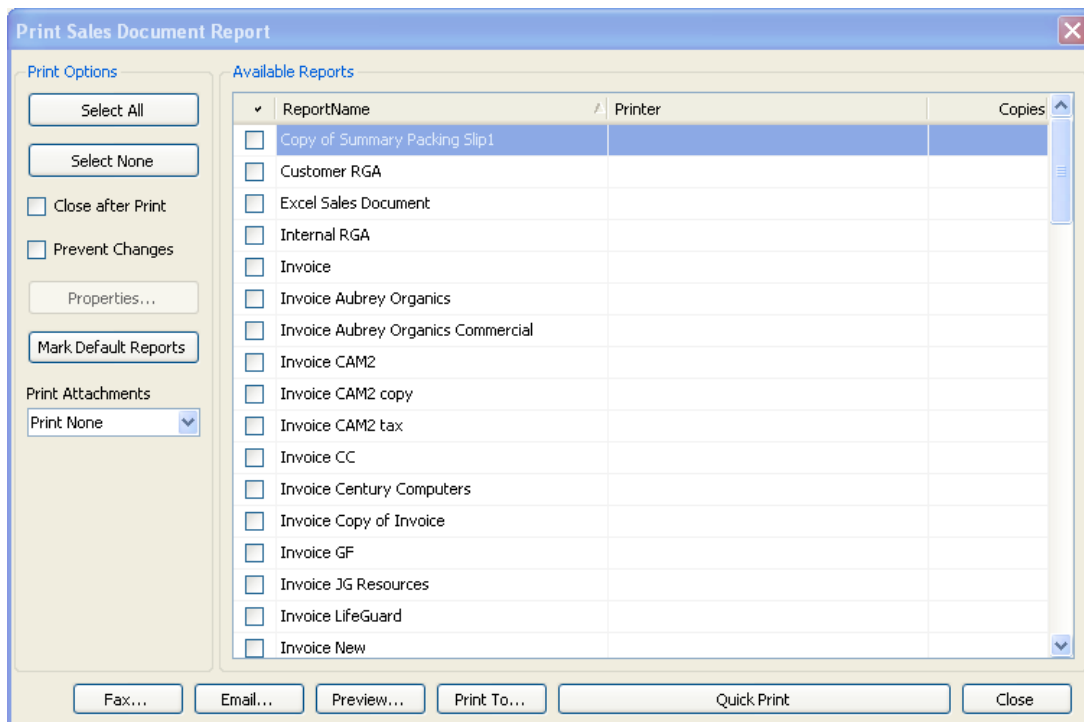 Print Sales Document Report
Print Options
Select All
Select None
Close after Print
Prevent Changes
Properties...
Mark Default Reports
Print Attachments
Print None
Available Reports
ReportName Printer Copies
Copy of Summary Packing Slip1
Customer RGA
Excel Sales Document
Internal RGA
Invoice
Invoice Aubrey Organics
Invoice Aubrey Organics Commercial
Invoice CAM2
Invoice CAM2 copy
Invoice CAM2 tax
Invoice CC
Invoice Century Computers
Invoice Copy of Invoice
Invoice GF
Invoice JG Resources
Invoice LifeGuard
Invoice New
Fax... Email... Preview... Print To... Quick Print Close